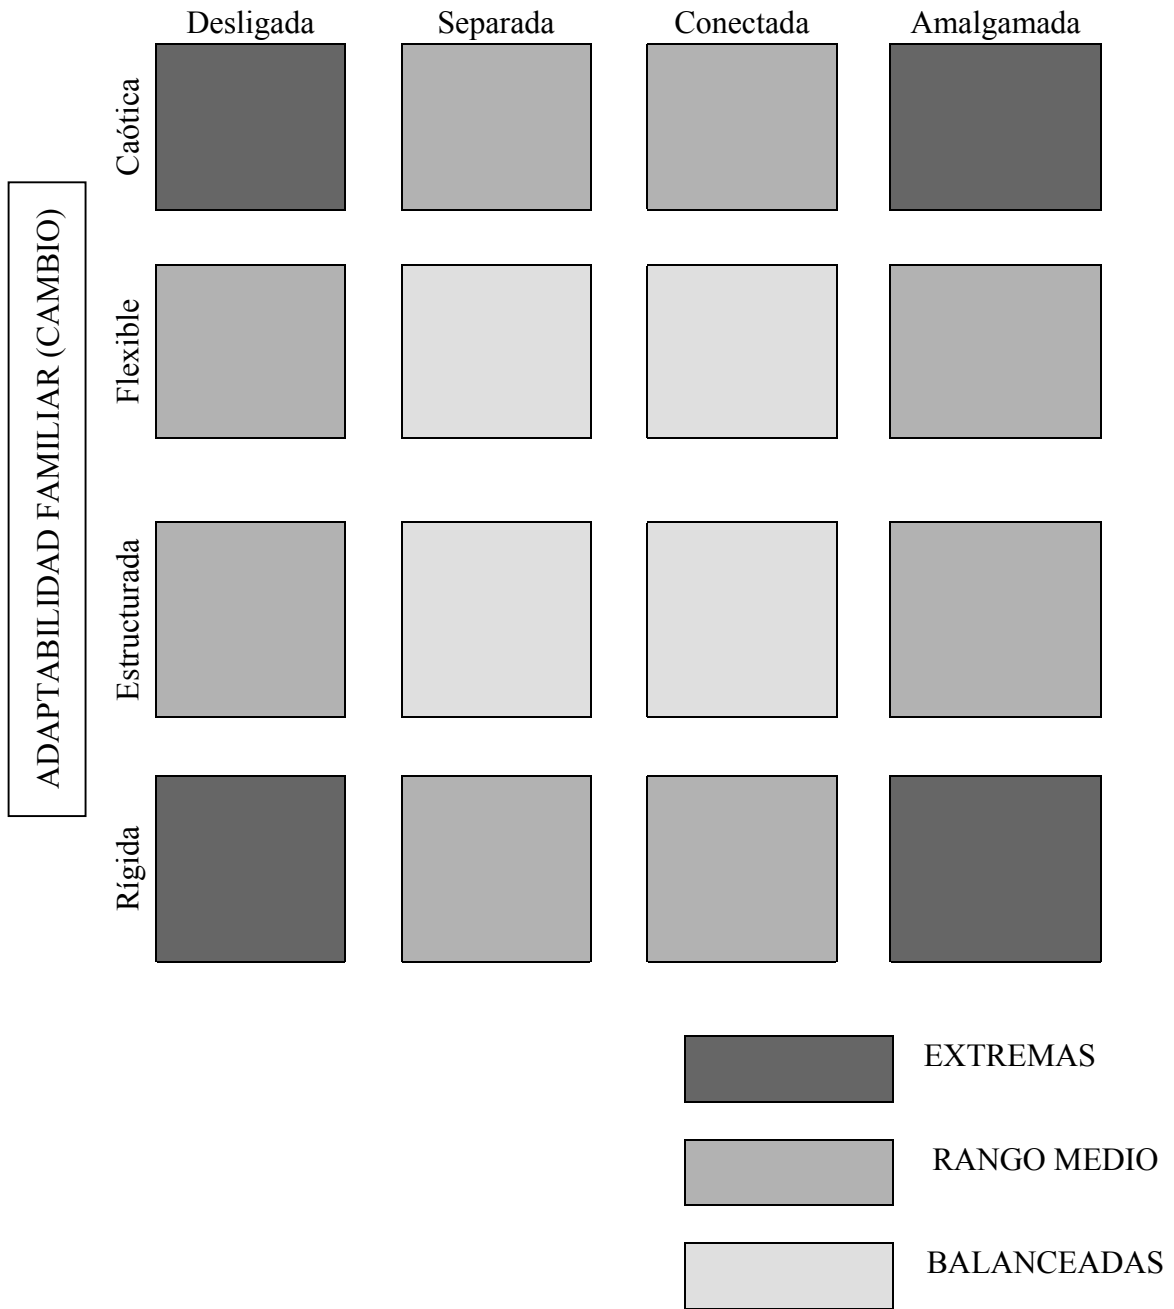 Desligada Separada Conectada Amalgamada
Caótica
ADAPTABILIDAD FAMILIAR (CAMBIO)
Flexible
Estructurada
Rígida
EXTREMAS
RANGO MEDIO
BALANCEADAS